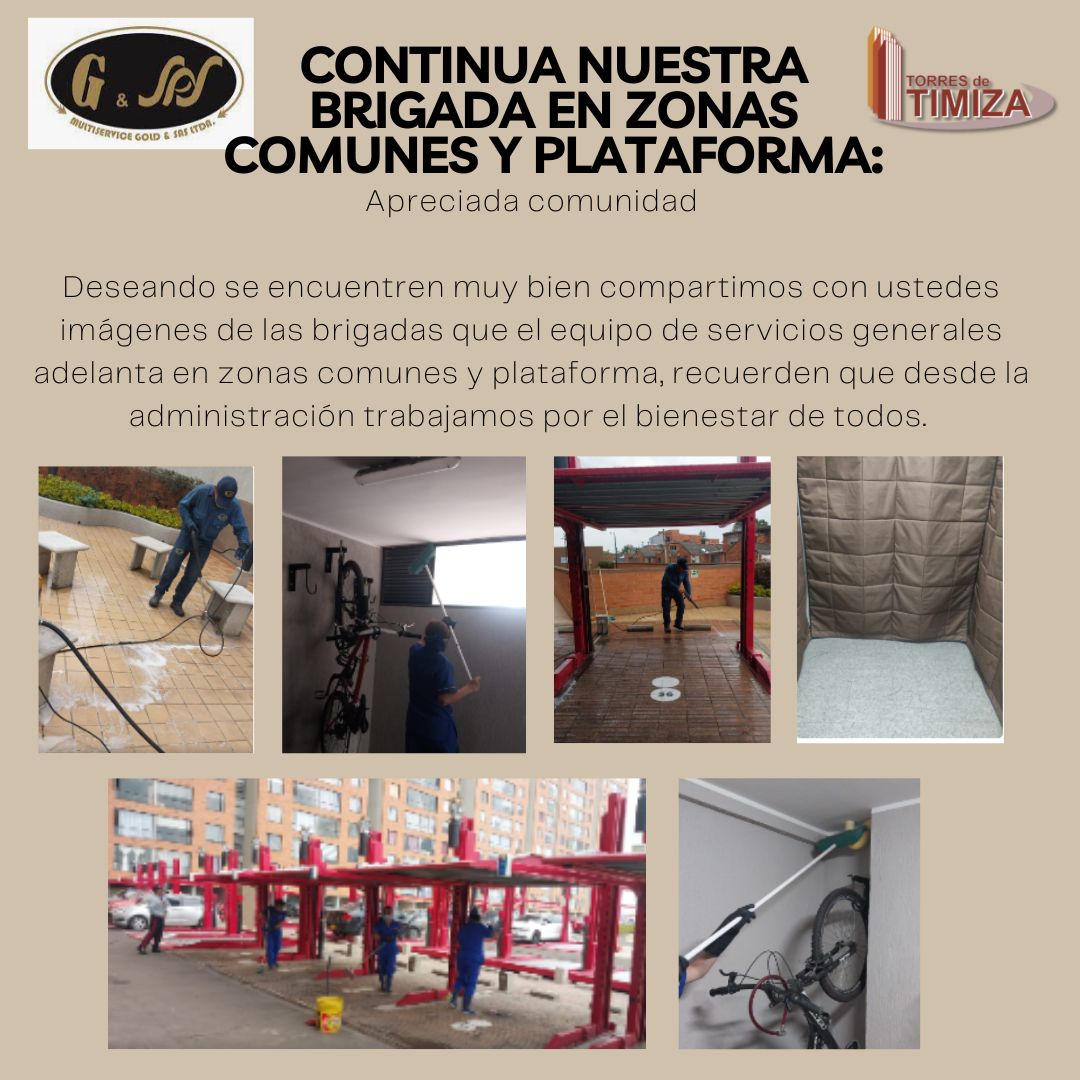 G & S&S
MULTISERVICE GOLD & SAS LTDA.
CONTINUA NUESTRA
BRIGADA EN ZONAS
COMUNES Y PLATAFORMA:
TORRES de
TIMIZA
Apreciada comunidad
Deseando se encuentren muy bien compartimos con ustedes
imágenes de las brigadas que el equipo de servicios generales
adelanta en zonas comunes y plataforma, recuerden que desde la
administración trabajamos por el bienestar de todos.
36